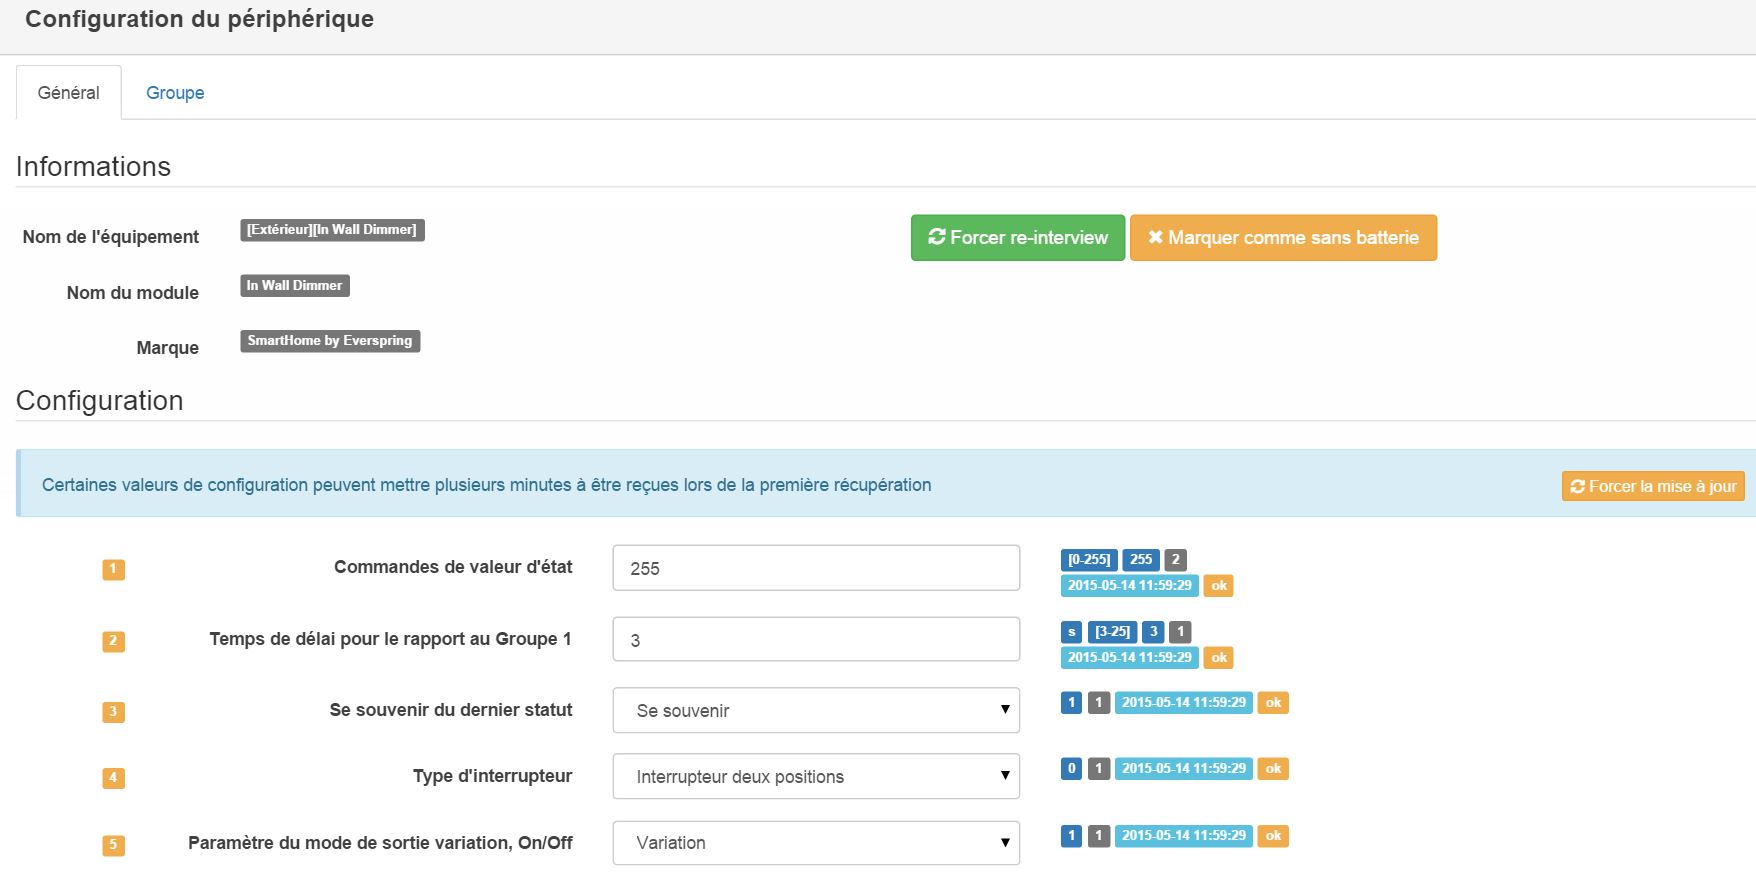 Configuration du périphérique
Général Groupe
Informations
Nom de l'équipement [Extérieur][In Wall Dimmer] Forcer re-interview Marquer comme sans batterie
Nom du module In Wall Dimmer
Marque SmartHome by Everspring
Configuration
Certaines valeurs de configuration peuvent mettre plusieurs minutes à être reçues lors de la première récupération Forcer la mise à jour
1 Commandes de valeur d'état 255 [0-255] 255 2
2015-05-14 11:59:29 ok
2 Temps de délai pour le rapport au Groupe 1 3 s [3-25] 3 1
2015-05-14 11:59:29 ok
3 Se souvenir du dernier statut Se souvenir 1 1 2015-05-14 11:59:29 ok
4 Type d'interrupteur Interrupteur deux positions 0 1 2015-05-14 11:59:29 ok
5 Paramètre du mode de sortie variation, On/Off Variation 1 1 2015-05-14 11:59:29 ok